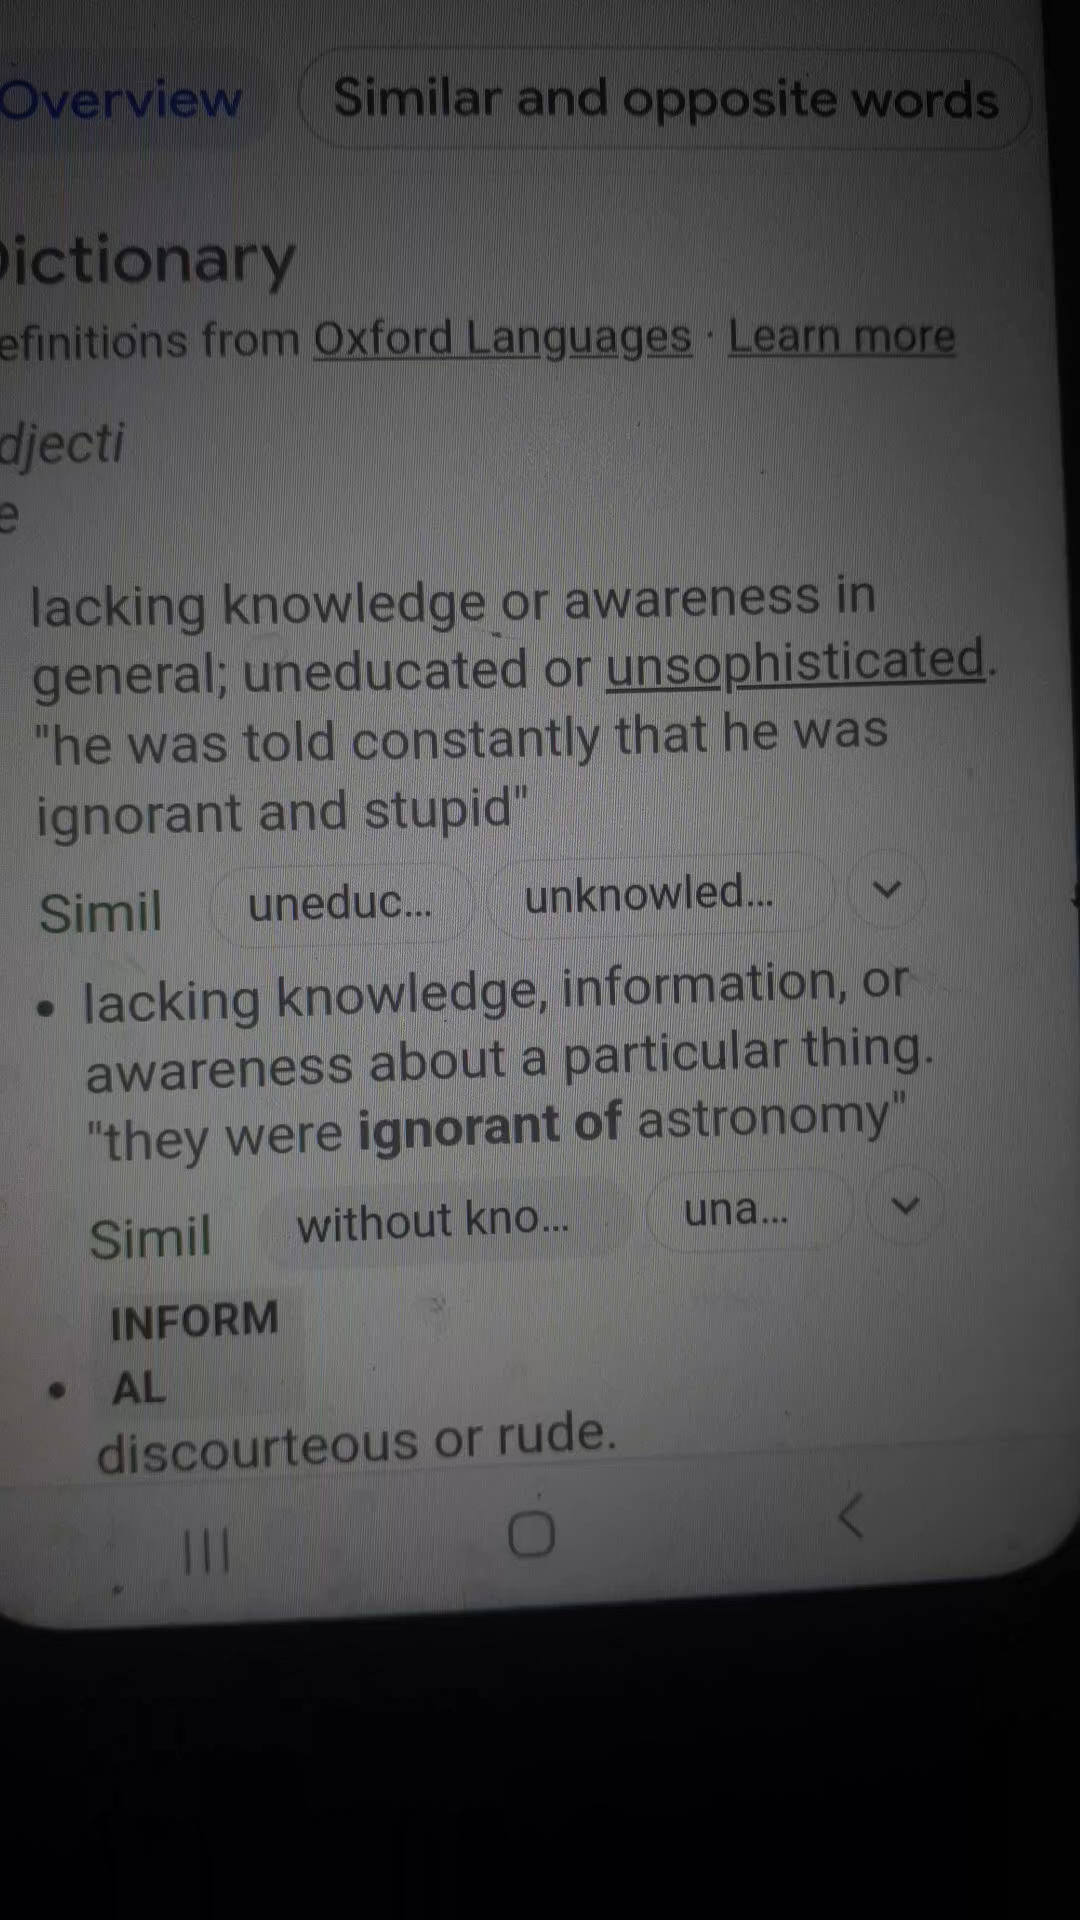 Overview Similar and opposite words
Dictionary
efinitions from Oxford Languages · Learn more
djecti
e
lacking knowledge or awareness in
general; uneducated or unsophisticated.
"he was told constantly that he was
ignorant and stupid"
Simil uneduc... unknowled...
• lacking knowledge, information, or
awareness about a particular thing.
"they were ignorant of astronomy"
Simil without kno... una...
INFORM
• AL
discourteous or rude.